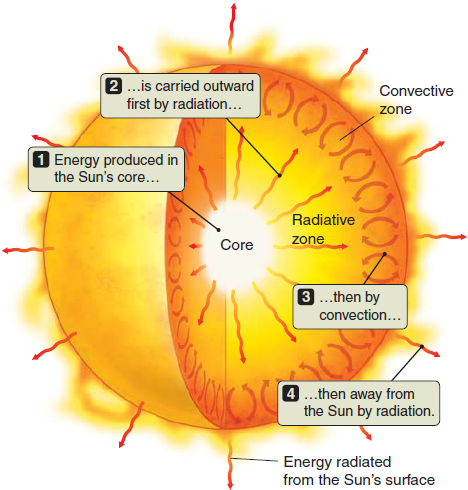 2 ...is carried outward
first by radiation...
Convective
zone
1 Energy produced in
the Sun's core...
Radiative
zone
Core
3 ...then by
convection...
4 ...then away from
the Sun by radiation.
Energy radiated
from the Sun's surface